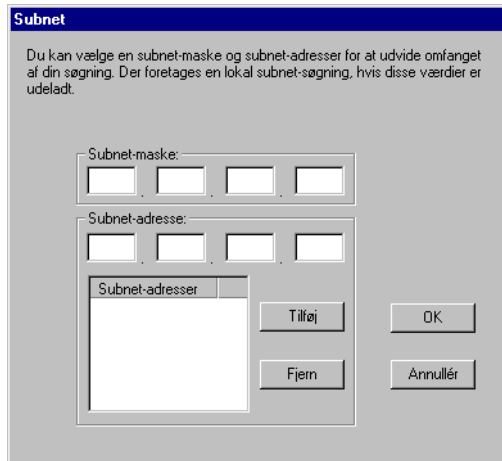 Subnet
Du kan vælge en subnet-maske og subnet-adresser for at udvide omfanget
af din søgning. Der foretages en lokal subnet-søgning, hvis disse værdier er
udeladt.
Subnet-maske:
. . .
Subnet-adresse:
. . .
Subnet-adresser
Tilføj
OK
Fjern
Annullér